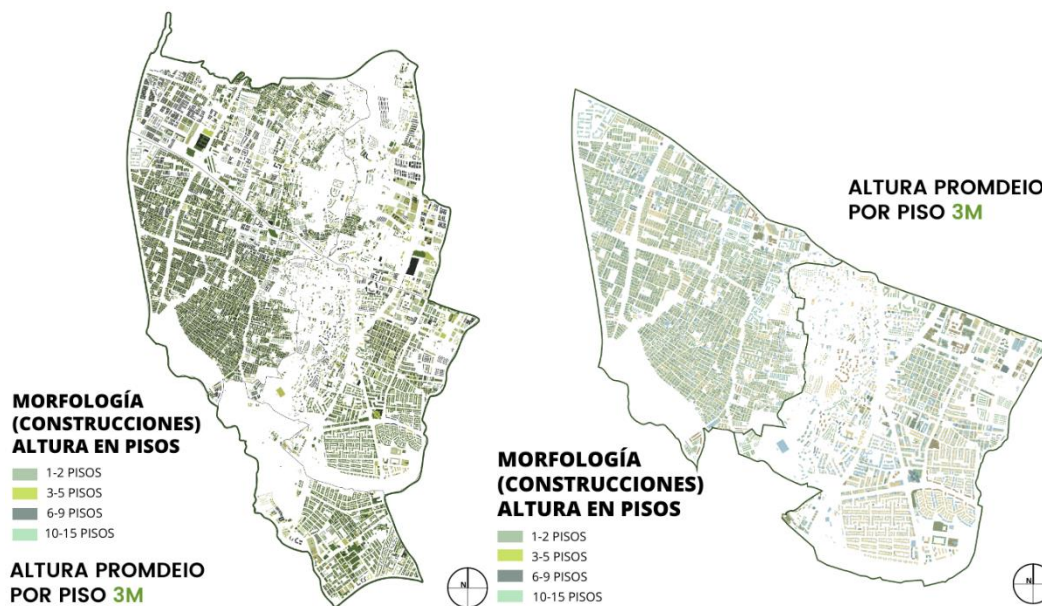 MORFOLOGÍA
(CONSTRUCCIONES)
ALTURA EN PISOS
1-2 PISOS
3-5 PISOS
6-9 PISOS
10-15 PISOS
ALTURA PROMDEIO
POR PISO 3M
N
ALTURA PROMDEIO
POR PISO 3M
MORFOLOGÍA
(CONSTRUCCIONES)
ALTURA EN PISOS
1-2 PISOS
3-5 PISOS
6-9 PISOS
10-15 PISOS
N